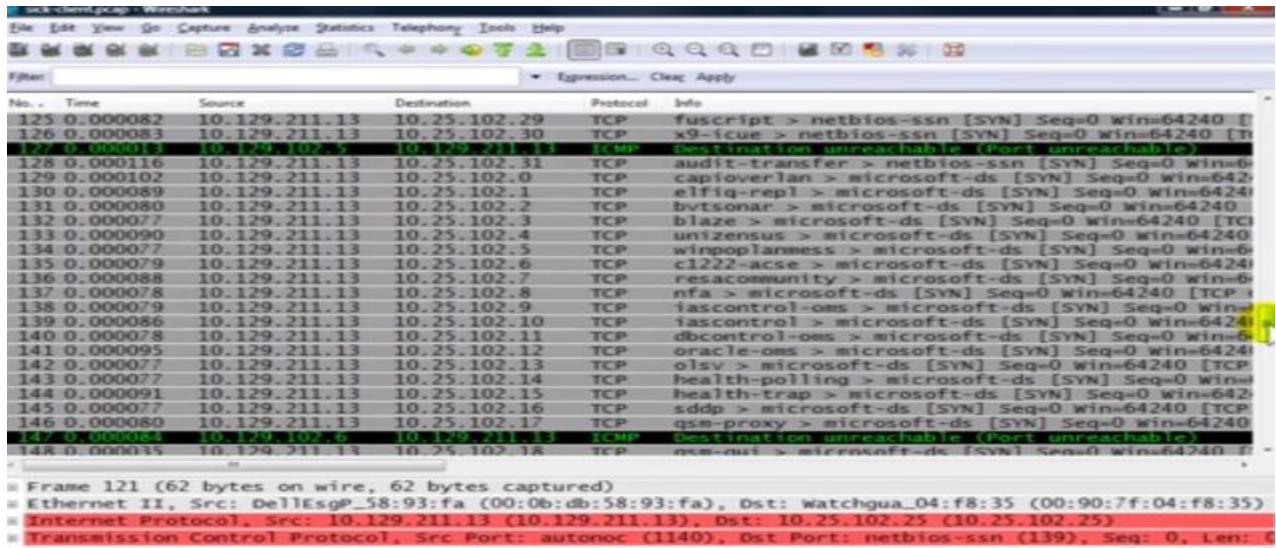 sick-client.pcap - Wireshark
File Edit View Go Capture Analyze Statistics Telephony Tools Help
Filter: Expression... Clear Apply
No. . Time Source Destination Protocol Info
125 0.000082 10.129.211.13 10.25.102.29 TCP fuscript > netbios-ssn [SYN] Seq=0 Win=64240 [
126 0.000083 10.129.211.13 10.25.102.30 TCP x9-icue > netbios-ssn [SYN] Seq=0 Win=64240 [T
127 0.000013 10.129.102.5 10.129.211.13 ICMP Destination unreachable (Port unreachable)
128 0.000116 10.129.211.13 10.25.102.31 TCP audit-transfer > netbios-ssn [SYN] Seq=0 Win=6
129 0.000102 10.129.211.13 10.25.102.0 TCP capioverlan > microsoft-ds [SYN] Seq=0 Win=642
130 0.000089 10.129.211.13 10.25.102.1 TCP elfiq-repl > microsoft-ds [SYN] Seq=0 Win=6424
131 0.000080 10.129.211.13 10.25.102.2 TCP bvtsonar > microsoft-ds [SYN] Seq=0 Win=64240
132 0.000077 10.129.211.13 10.25.102.3 TCP blaze > microsoft-ds [SYN] Seq=0 Win=64240 [TC
133 0.000090 10.129.211.13 10.25.102.4 TCP unizensus > microsoft-ds [SYN] Seq=0 Win=64240
134 0.000077 10.129.211.13 10.25.102.5 TCP winpoplanmess > microsoft-ds [SYN] Seq=0 Win=6
135 0.000079 10.129.211.13 10.25.102.6 TCP c1222-acse > microsoft-ds [SYN] Seq=0 Win=6424
136 0.000088 10.129.211.13 10.25.102.7 TCP resacommunity > microsoft-ds [SYN] Seq=0 Win=6
137 0.000078 10.129.211.13 10.25.102.8 TCP nfa > microsoft-ds [SYN] Seq=0 Win=64240 [TCP
138 0.000079 10.129.211.13 10.25.102.9 TCP iascontrol-oms > microsoft-ds [SYN] Seq=0 Win=
139 0.000086 10.129.211.13 10.25.102.10 TCP iascontrol > microsoft-ds [SYN] Seq=0 Win=6424
140 0.000078 10.129.211.13 10.25.102.11 TCP dbcontrol-oms > microsoft-ds [SYN] Seq=0 Win=6
141 0.000095 10.129.211.13 10.25.102.12 TCP oracle-oms > microsoft-ds [SYN] Seq=0 Win=6424
142 0.000077 10.129.211.13 10.25.102.13 TCP olsv > microsoft-ds [SYN] Seq=0 Win=64240 [TCP
143 0.000077 10.129.211.13 10.25.102.14 TCP health-polling > microsoft-ds [SYN] Seq=0 Win=
144 0.000091 10.129.211.13 10.25.102.15 TCP health-trap > microsoft-ds [SYN] Seq=0 Win=642
145 0.000077 10.129.211.13 10.25.102.16 TCP sddp > microsoft-ds [SYN] Seq=0 Win=64240 [TCP
146 0.000080 10.129.211.13 10.25.102.17 TCP qsm-proxy > microsoft-ds [SYN] Seq=0 Win=64240
147 0.000084 10.129.102.6 10.129.211.13 ICMP Destination unreachable (Port unreachable)
148 0.000035 10.129.211.13 10.25.102.18 TCP qsm-gui > microsoft-ds [SYN] Seq=0 Win=64240 [
Frame 121 (62 bytes on wire, 62 bytes captured)
Ethernet II, Src: DellEsgP_58:93:fa (00:0b:db:58:93:fa), Dst: Watchgua_04:f8:35 (00:90:7f:04:f8:35)
Internet Protocol, Src: 10.129.211.13 (10.129.211.13), Dst: 10.25.102.25 (10.25.102.25)
Transmission Control Protocol, Src Port: autonoc (1140), Dst Port: netbios-ssn (139), Seq: 0, Len: 0